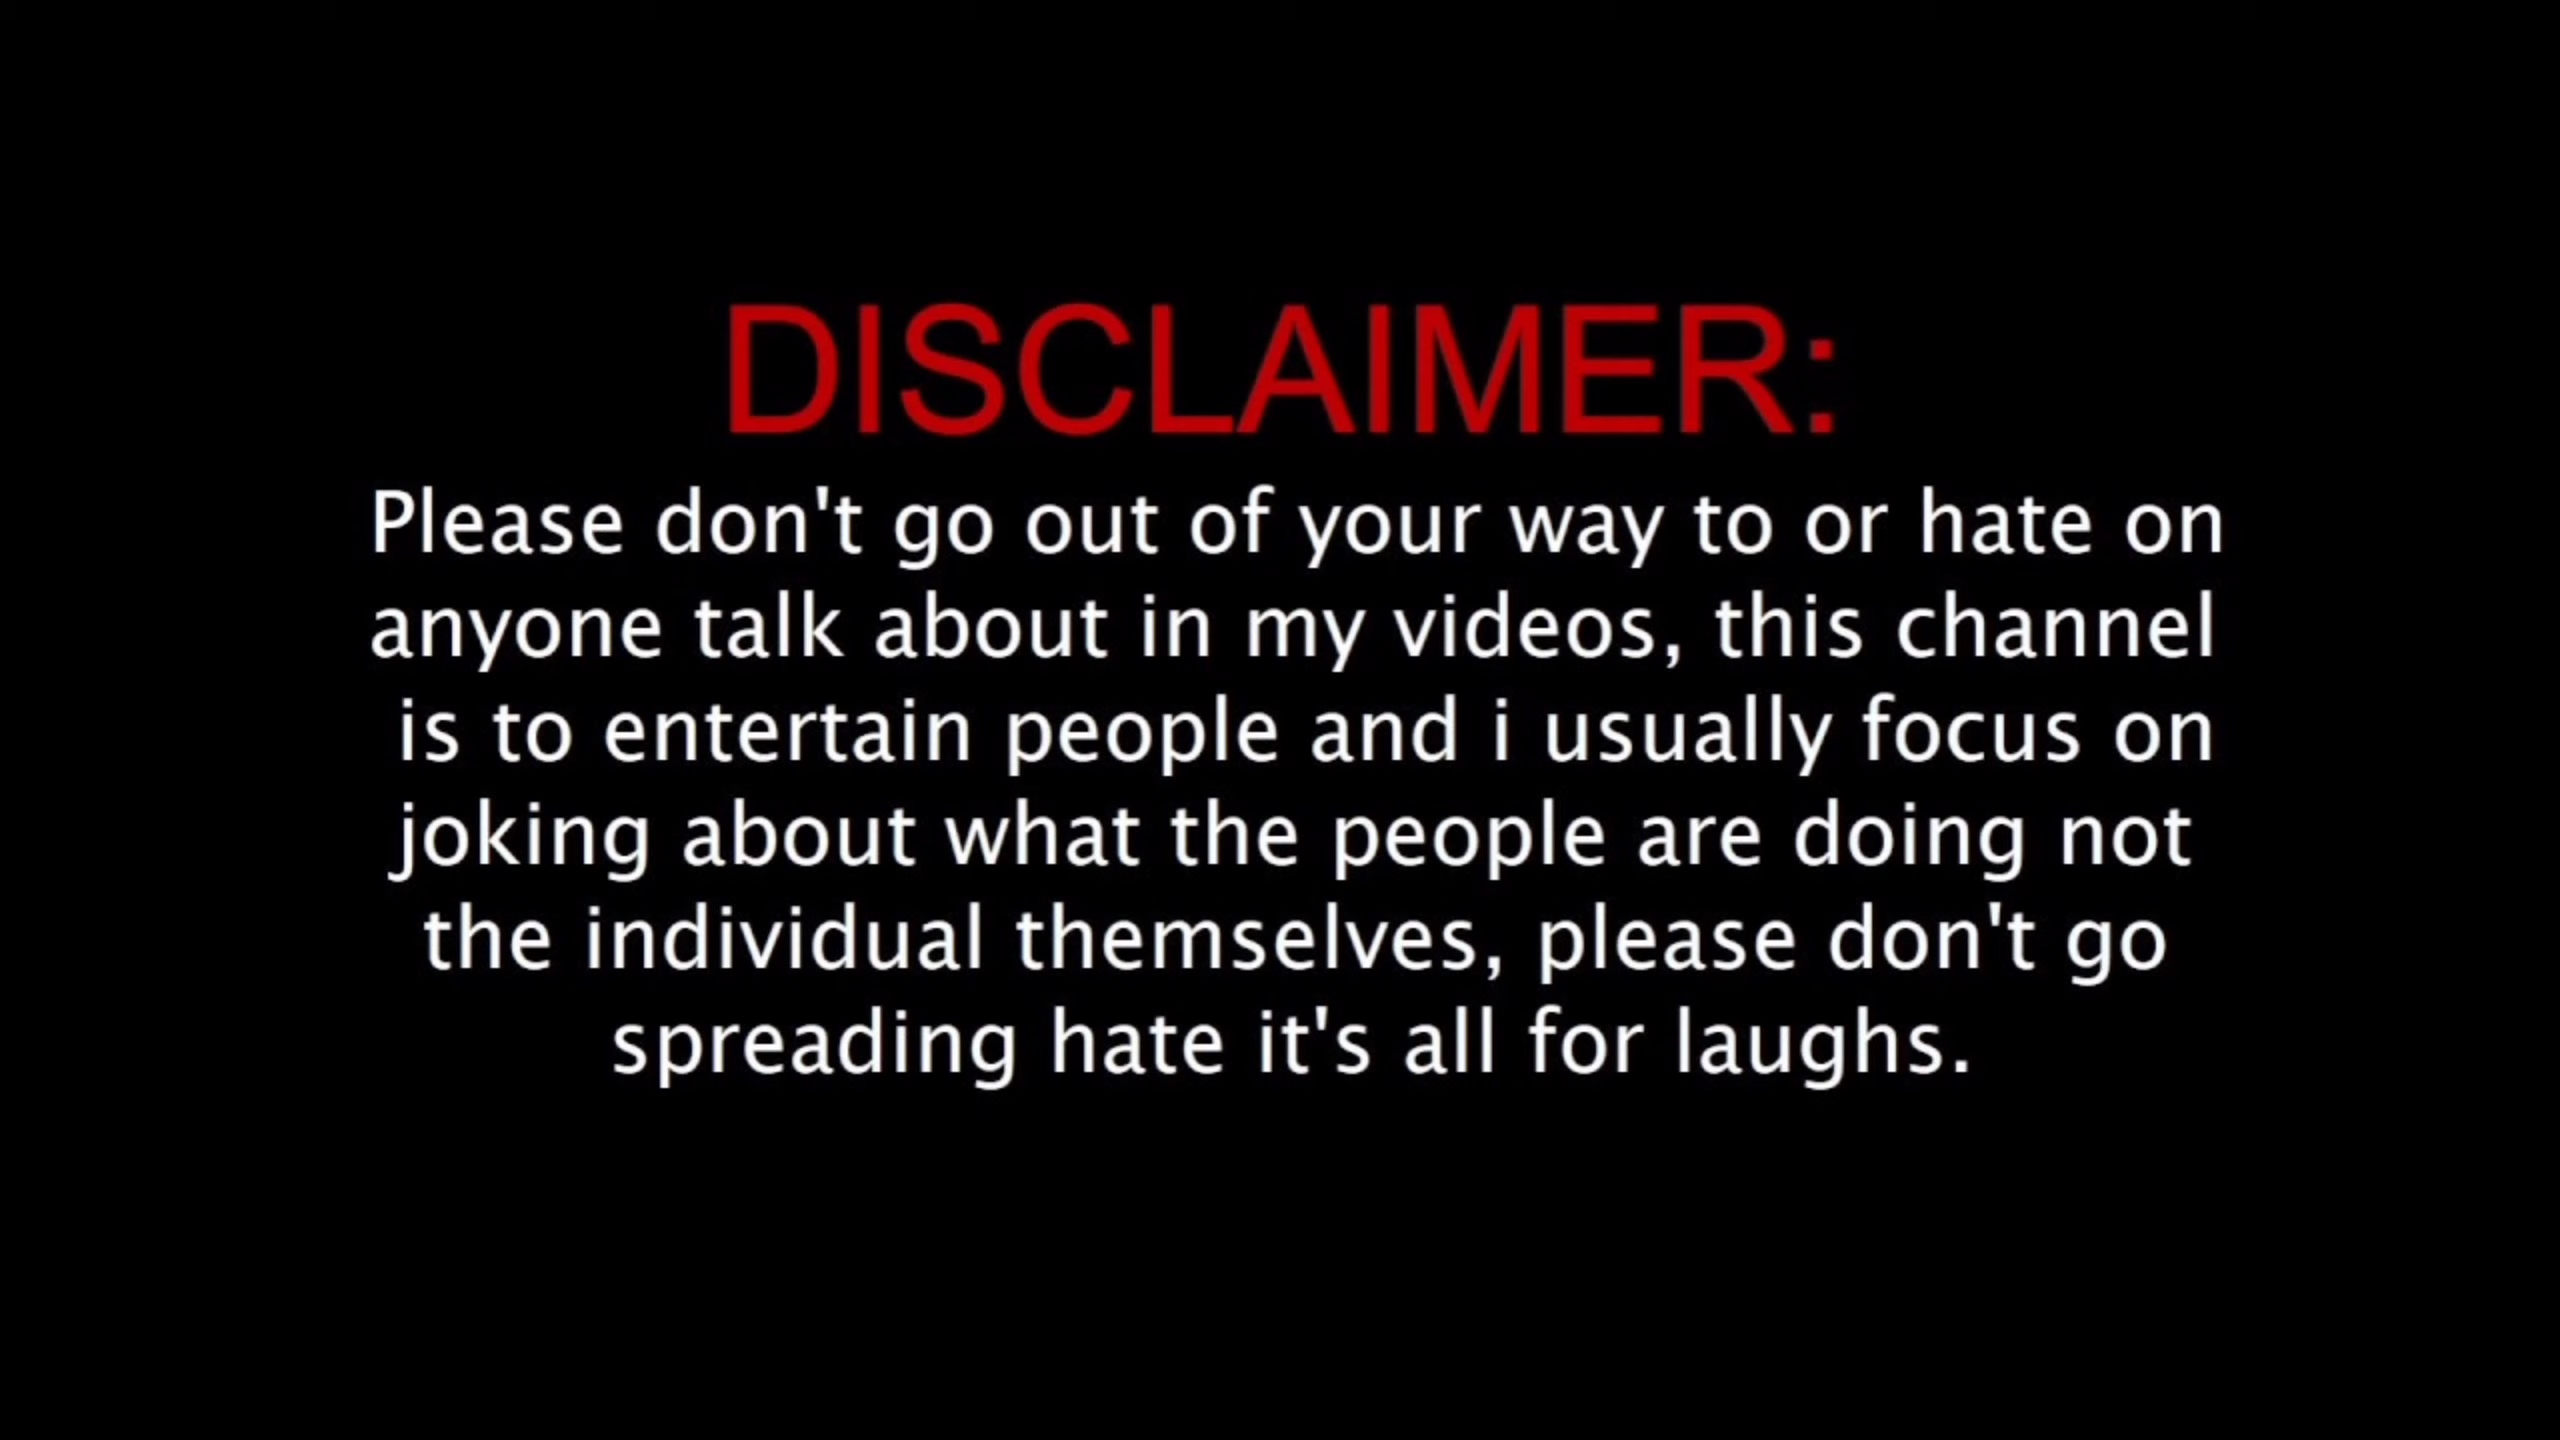 DISCLAIMER:
Please don't go out of your way to or hate on
anyone talk about in my videos, this channel
is to entertain people and i usually focus on
joking about what the people are doing not
the individual themselves, please don't go
spreading hate it's all for laughs.